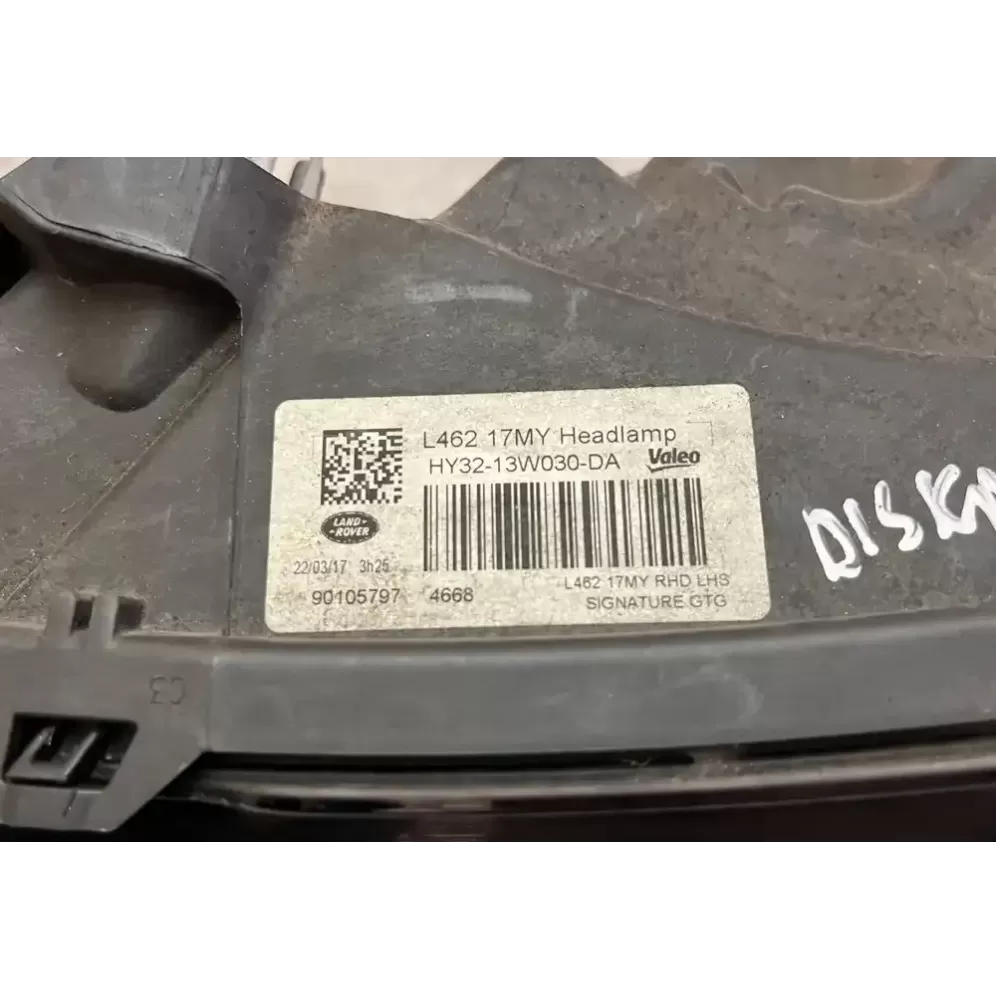 L462 17MY Headlamp
HY32-13W030-DA Valeo
LAND-
-ROVER
22/03/17 3h25
90105797 4668
L462 17MY RHD LHS
SIGNATURE GTG
C3